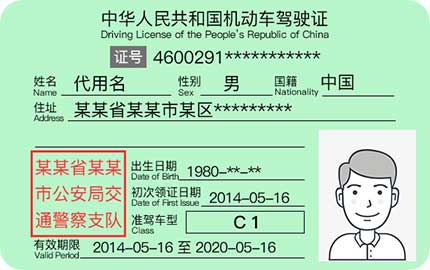 中华人民共和国机动车驾驶证
Driving License of the People's Republic of China
证号 4600291***********
姓名 Name 代用名 性别 Sex 男 国籍 Nationality 中国
住址 Address 某某省某某市某区*********
某某省某某
市公安局交
通警察支队
出生日期 Date of Birth 1980-**-**
初次领证日期 Date of First Issue 2014-05-16
准驾车型 Class C1
有效期限 Valid Period 2014-05-16 至 2020-05-16